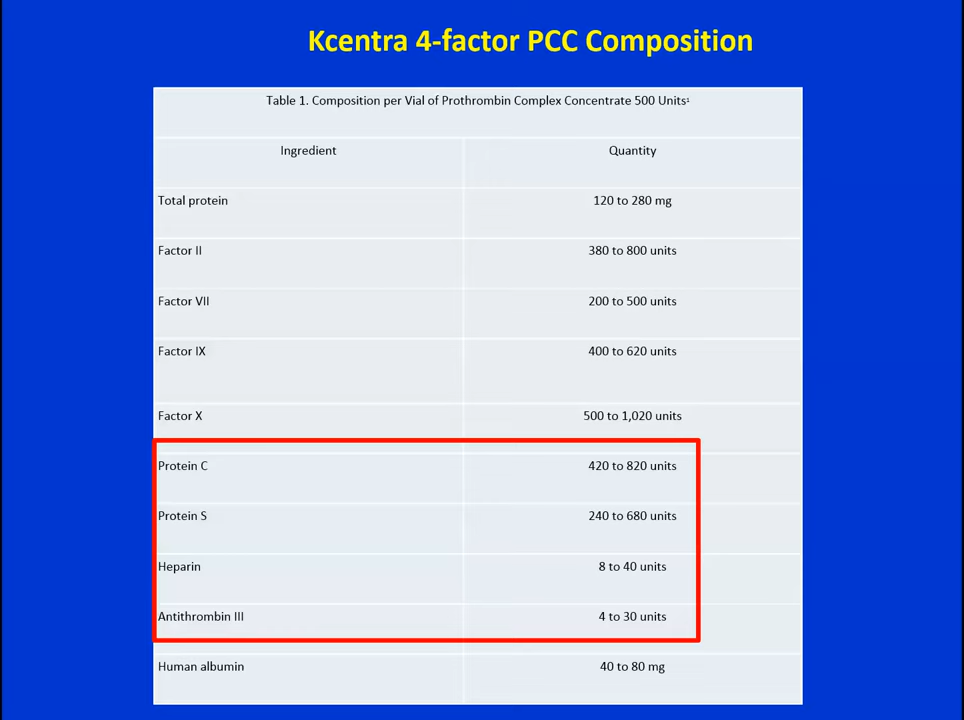 Kcentra 4-factor PCC Composition
Table 1. Composition per Vial of Prothrombin Complex Concentrate 500 Units¹
Ingredient Quantity
Total protein 120 to 280 mg
Factor II 380 to 800 units
Factor VII 200 to 500 units
Factor IX 400 to 620 units
Factor X 500 to 1,020 units
Protein C 420 to 820 units
Protein S 240 to 680 units
Heparin 8 to 40 units
Antithrombin III 4 to 30 units
Human albumin 40 to 80 mg